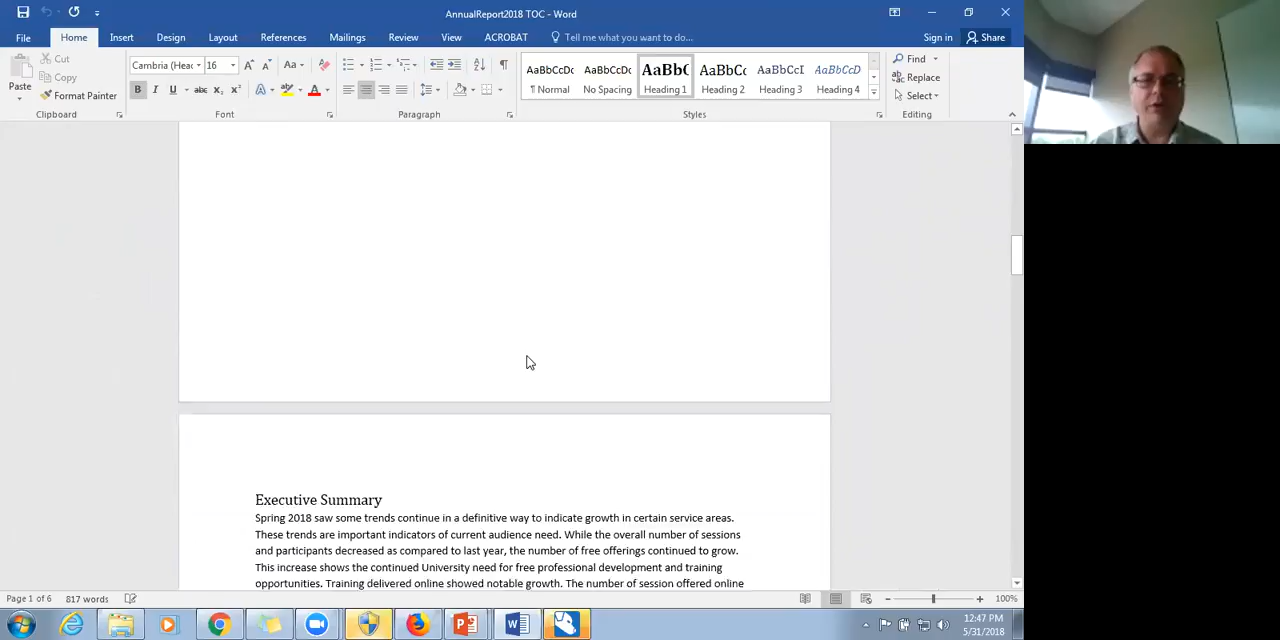 AnnualReport2018 TOC - Word
File Home Insert Design Layout References Mailings Review View ACROBAT Tell me what you want to do... Sign in Share
Paste
Cut
Copy
Format Painter
Cambria (Head 16 Aa
B I U abc x₂ x² A A
AaBbCcDc AaBbCcDc AaBbC AaBbCc AaBbCcI AaBbCcD
¶ Normal No Spacing Heading 1 Heading 2 Heading 3 Heading 4
Find
Replace
Select
Clipboard Font Paragraph Styles Editing
Executive Summary
Spring 2018 saw some trends continue in a definitive way to indicate growth in certain service areas.
These trends are important indicators of current audience need. While the overall number of sessions
and participants decreased as compared to last year, the number of free offerings continued to grow.
This increase shows the continued University need for free professional development and training
opportunities. Training delivered online showed notable growth. The number of session offered online
Page 1 of 6 817 words 100%
12:47 PM
5/31/2018